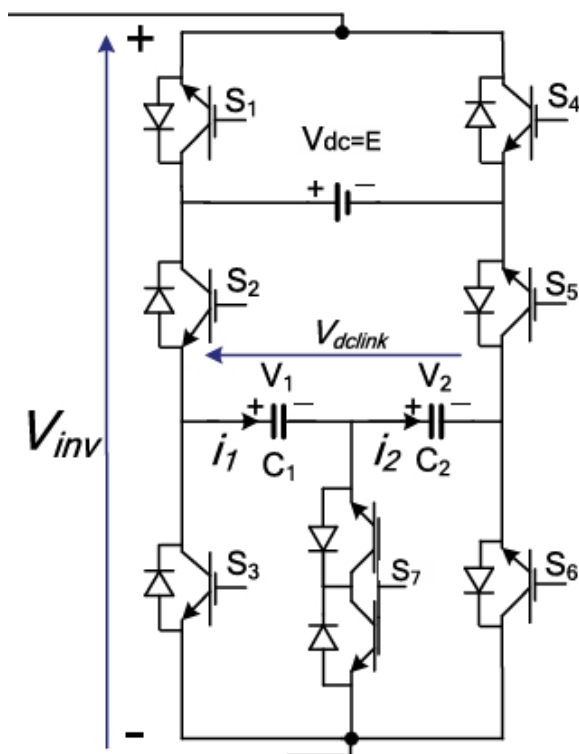 +
S1 S4
Vdc=E
+ −
S2 S5
Vdclink
V1 V2
+ − + −
Vinv
i1 C1 i2 C2
S3 S7 S6
-